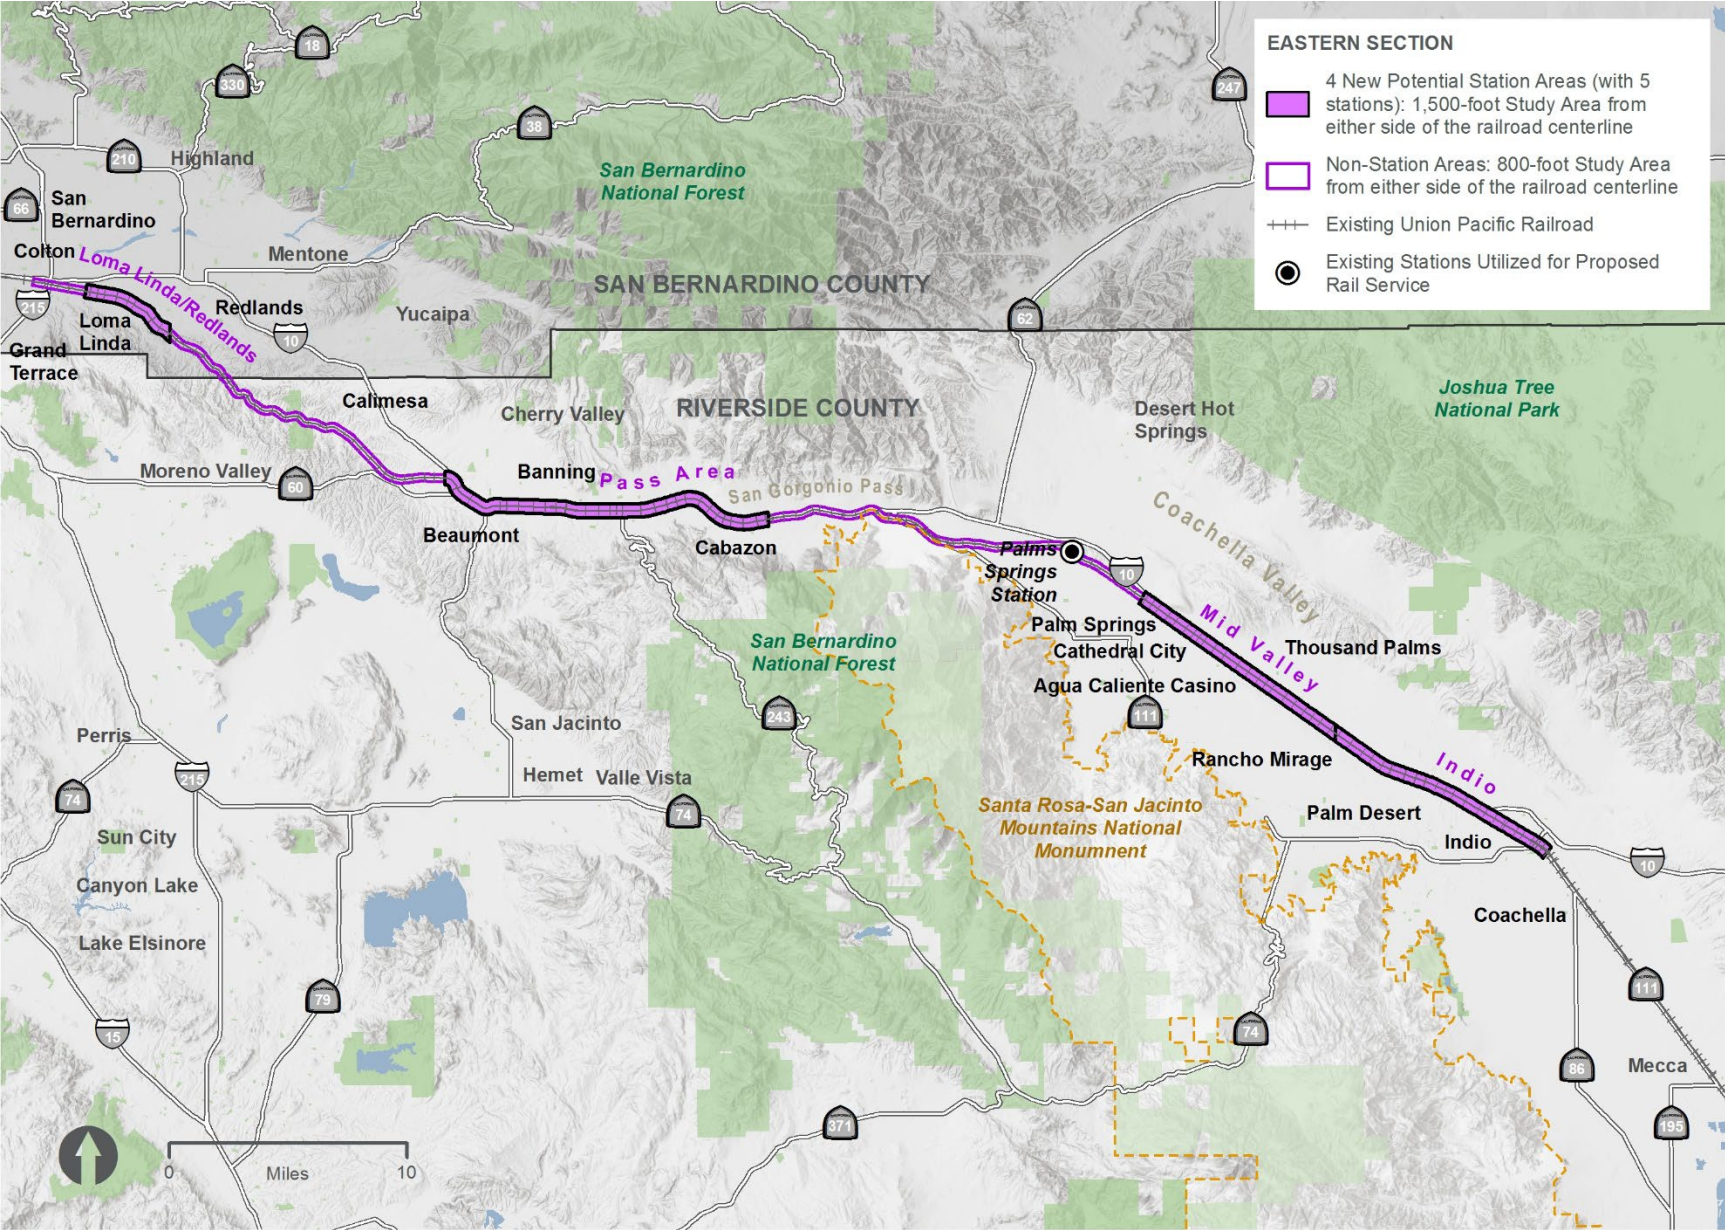 EASTERN SECTION
4 New Potential Station Areas (with 5
stations): 1,500-foot Study Area from
either side of the railroad centerline
Non-Station Areas: 800-foot Study Area
from either side of the railroad centerline
Existing Union Pacific Railroad
Existing Stations Utilized for Proposed
Rail Service
18
330
38
247
210
Highland
San Bernardino
National Forest
66
San
Bernardino
Colton
Loma Linda/Redlands
Mentone
SAN BERNARDINO COUNTY
215
Loma
Linda
Redlands
10
Yucaipa
62
Grand
Terrace
Calimesa
Cherry Valley
RIVERSIDE COUNTY
Desert Hot
Springs
Joshua Tree
National Park
Moreno Valley
60
Banning
Pass Area
San Gorgonio Pass
Coachella Valley
Beaumont
Cabazon
Palms
Springs
Station
10
Mid Valley
Palm Springs
Cathedral City
Thousand Palms
San Bernardino
National Forest
Agua Caliente Casino
243
111
San Jacinto
Perris
215
Hemet
Valle Vista
Rancho Mirage
Indio
74
74
Santa Rosa-San Jacinto
Mountains National
Monumnent
Palm Desert
Sun City
Indio
10
Canyon Lake
Coachella
Lake Elsinore
79
111
15
74
86
Mecca
371
195
0
Miles
10